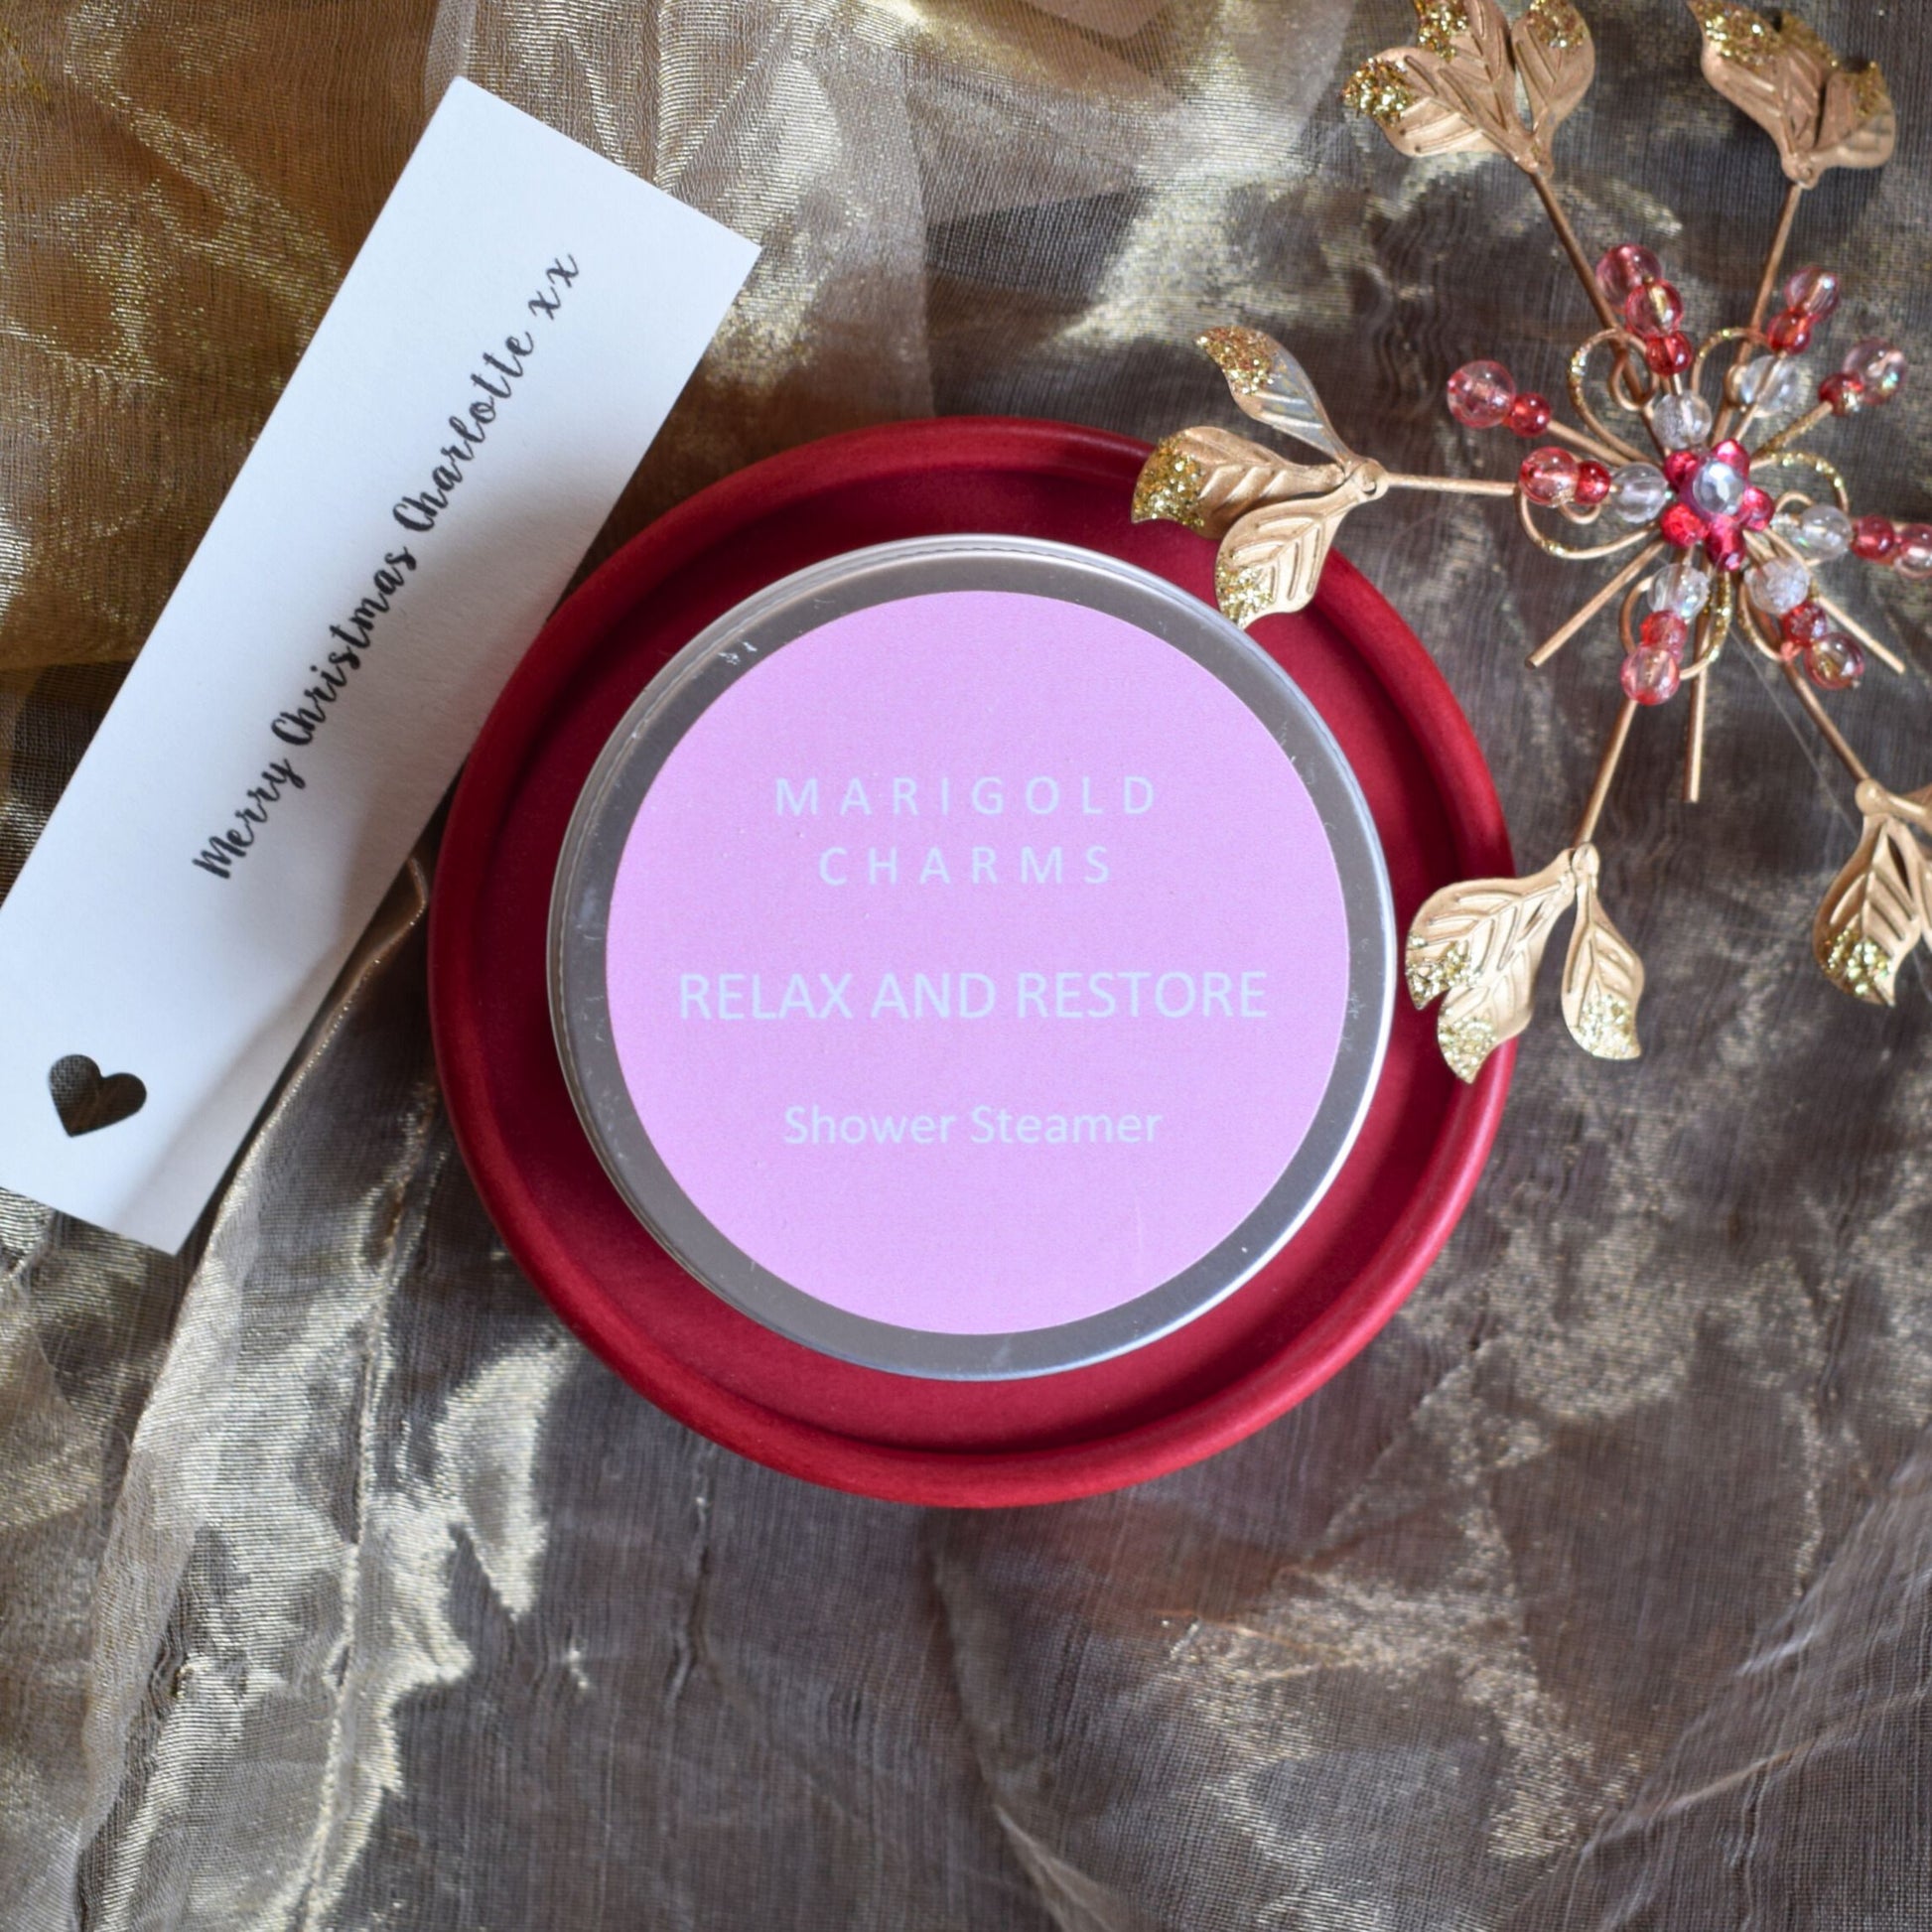 Merry Christmas Charlotte xx
MARIGOLD
CHARMS
RELAX AND RESTORE
Shower Steamer